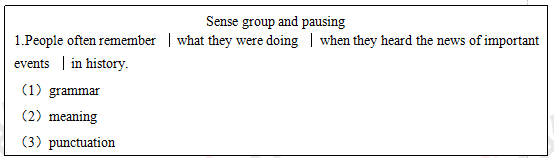 Sense group and pausing
1.People often remember ｜what they were doing ｜when they heard the news of important
events ｜in history.
（1）grammar
（2）meaning
（3）punctuation